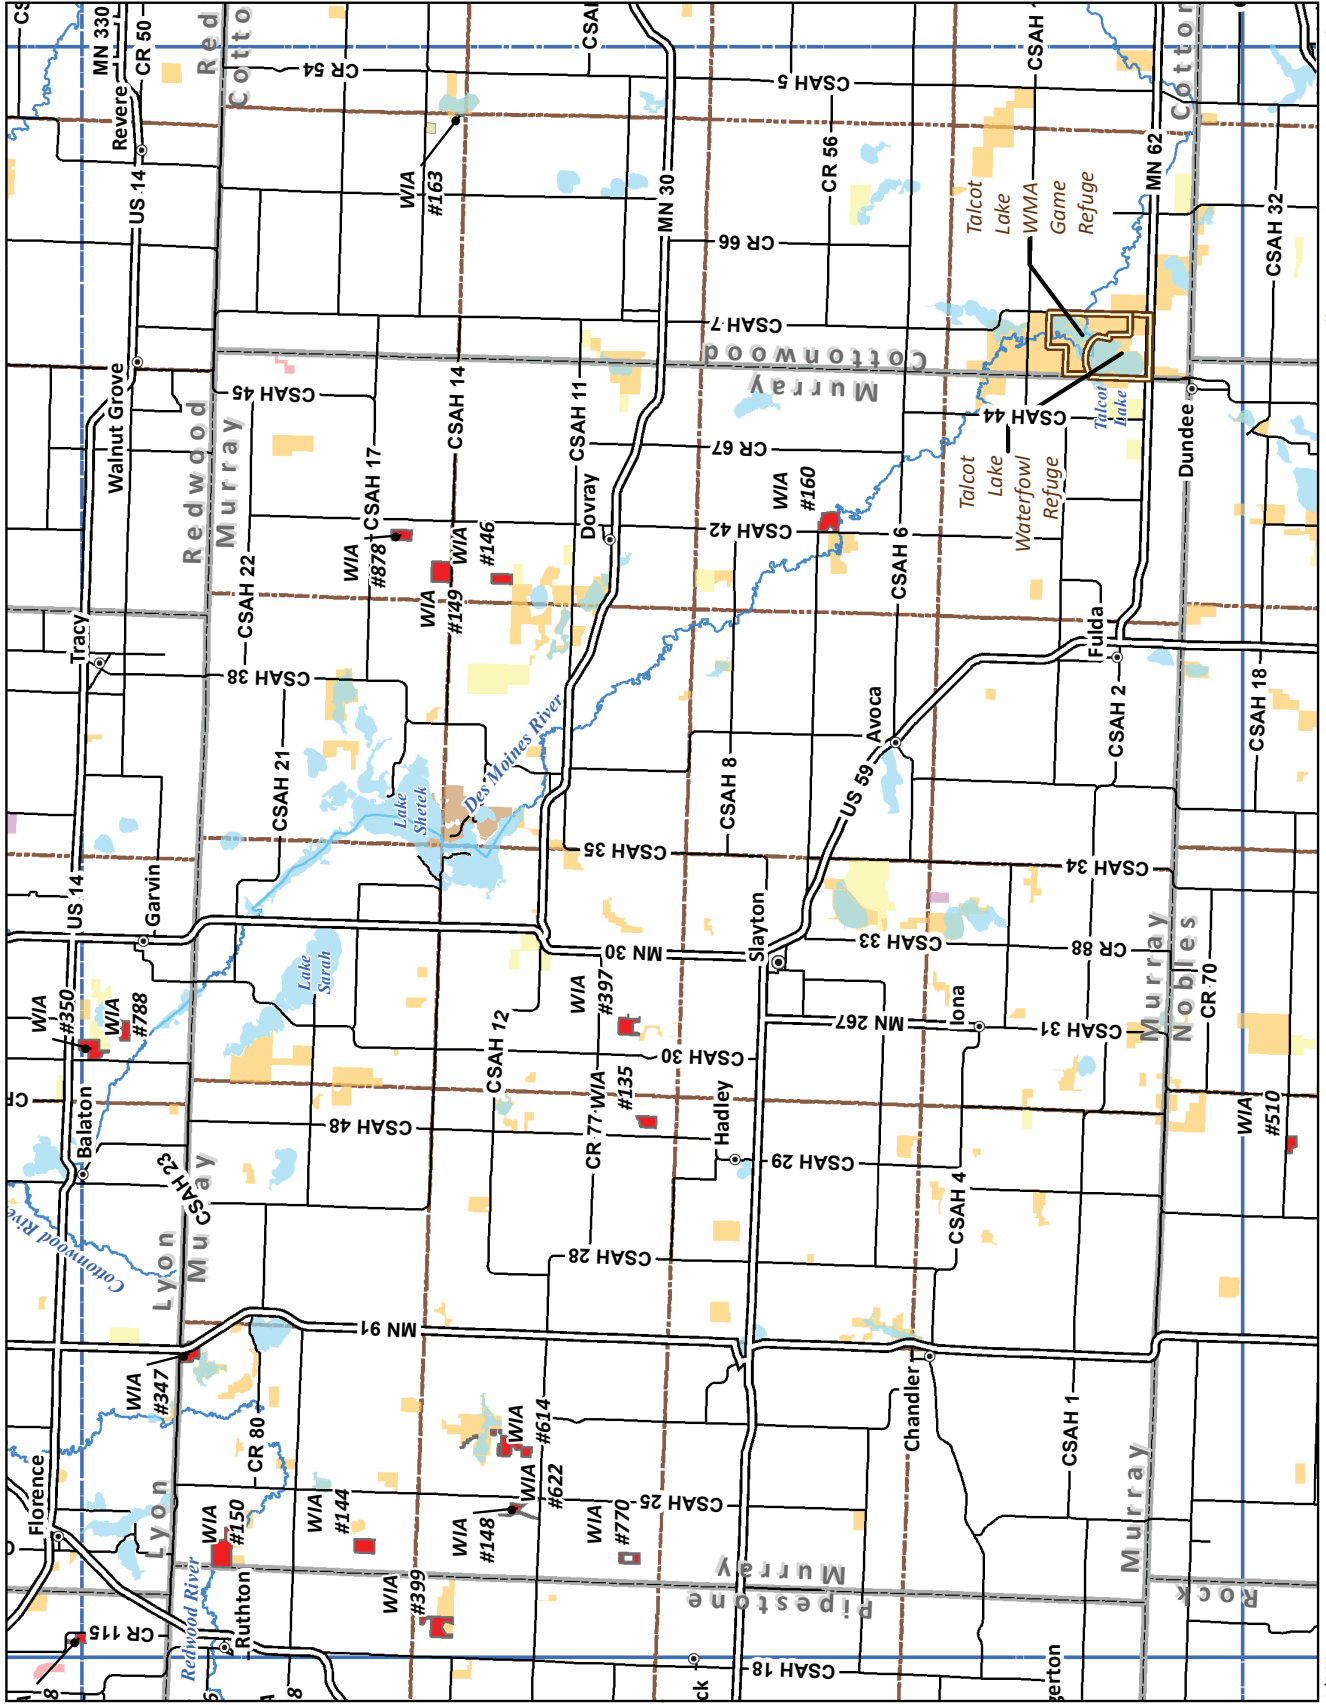 MN 330
CR 50
Revere
US 14
Walnut Grove
Tracy
US 14
Garvin
WIA
#350
WIA
#788
Balaton
Cottonwood River
CSAH 23
Lyon
Murray
WIA
#347
Florence
Lyon
CR 115
Redwood River
Ruthton
WIA
#150
CR 80
WIA
#144
WIA
#399
Red
Cotto
CR 54
WIA
#163
Redwood
Murray
CSAH 45
CSAH 22
CSAH 17
CSAH 14
CSAH 11
WIA
#878
WIA
#149
WIA
#146
Dovray
CSAH 38
CSAH 21
Lake
Shetek
Des Moines River
Lake
Sarah
CSAH 35
MN 30
CSAH 12
WIA
#397
CSAH 30
CR 77
WIA
#135
CSAH 48
Hadley
CSAH 29
CSAH 28
MN 91
WIA
#614
WIA
#622
WIA
#148
WIA
#770
CSAH 25
Murray
Pipestone
CSAH 18
MN 30
CSAH 5
CR 56
CR 66
CSAH 7
Cottonwood
Murray
CR 67
WIA
#160
CSAH 42
CSAH 6
CSAH 8
Avoca
US 59
Slayton
CSAH 33
MN 267
Iona
CSAH 31
CSAH 4
Chandler
CSAH 1
CSAH
MN 62
Cotton
Talcot
Lake
WMA
Game
Refuge
CSAH 44
Talcot
Lake
Talcot
Lake
Waterfowl
Refuge
Dundee
CSAH 32
Fulda
CSAH 2
CSAH 18
CSAH 34
CR 88
Murray
Nobles
CR 70
WIA
#510
Murray
Rock